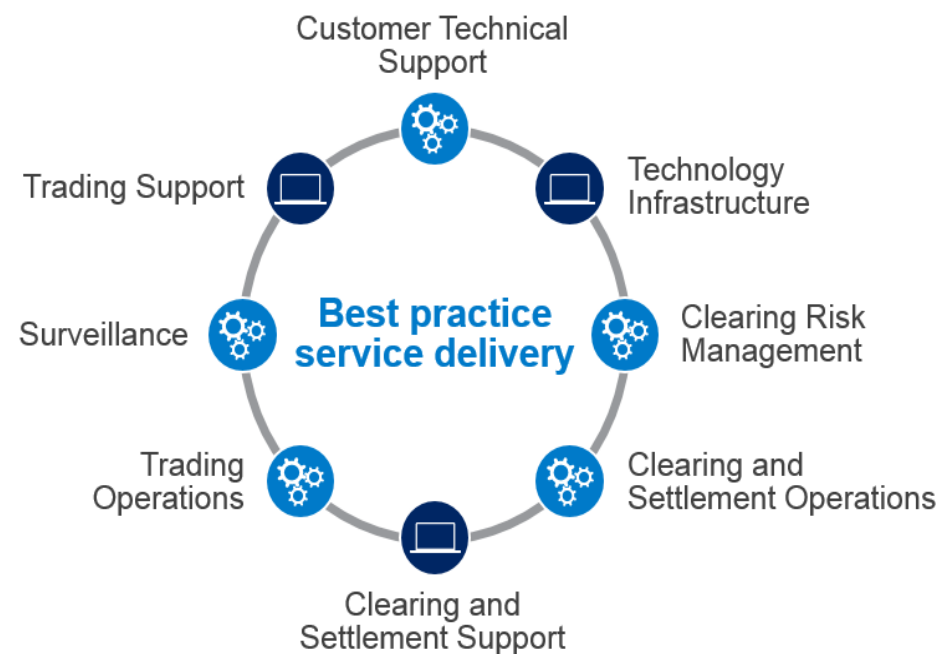 Customer Technical
Support
Trading Support
Technology
Infrastructure
Surveillance
Best practice
service delivery
Clearing Risk
Management
Trading
Operations
Clearing and
Settlement Operations
Clearing and
Settlement Support